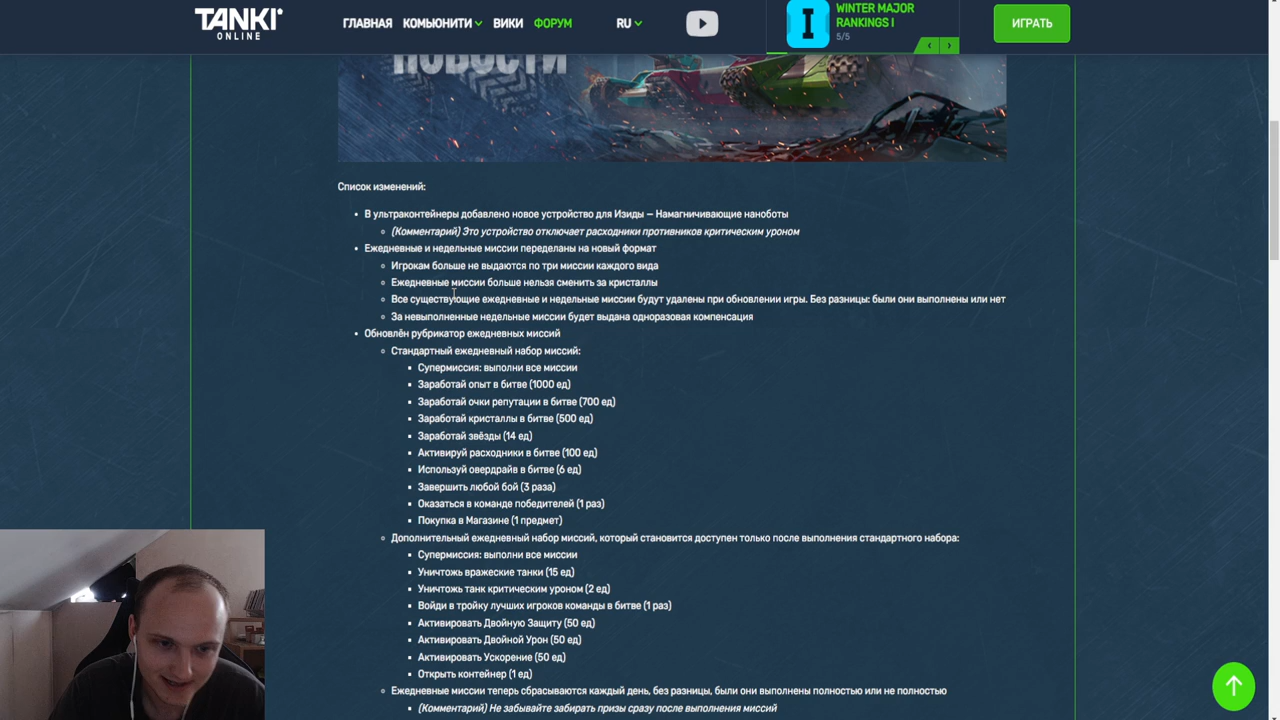 TANKI
ONLINE
ГЛАВНАЯ
КОМЬЮНИТИ
ВИКИ
ФОРУМ
RU
WINTER MAJOR
RANKINGS I
5/5
ИГРАТЬ
НОВОСТИ
Список изменений:
В ультраконтейнеры добавлено новое устройство для Изиды — Намагничивающие наноботы
(Комментарий) Это устройство отключает расходники противников критическим уроном
Ежедневные и недельные миссии переделаны на новый формат
Игрокам больше не выдаются по три миссии каждого вида
Ежедневные миссии больше нельзя сменить за кристаллы
Все существующие ежедневные и недельные миссии будут удалены при обновлении игры. Без разницы: были они выполнены или нет
За невыполненные недельные миссии будет выдана одноразовая компенсация
Обновлён рубрикатор ежедневных миссий
Стандартный ежедневный набор миссий:
Супермиссия: выполни все миссии
Заработай опыт в битве (1000 ед)
Заработай очки репутации в битве (700 ед)
Заработай кристаллы в битве (500 ед)
Заработай звёзды (14 ед)
Активируй расходники в битве (100 ед)
Используй овердрайв в битве (6 ед)
Завершить любой бой (3 раза)
Оказаться в команде победителей (1 раз)
Покупка в Магазине (1 предмет)
Дополнительный ежедневный набор миссий, который становится доступен только после выполнения стандартного набора:
Супермиссия: выполни все миссии
Уничтожь вражеские танки (15 ед)
Уничтожь танк критическим уроном (2 ед)
Войди в тройку лучших игроков команды в битве (1 раз)
Активировать Двойную Защиту (50 ед)
Активировать Двойной Урон (50 ед)
Активировать Ускорение (50 ед)
Открыть контейнер (1 ед)
Ежедневные миссии теперь сбрасываются каждый день, без разницы, были они выполнены полностью или не полностью
(Комментарий) Не забывайте забирать призы сразу после выполнения миссий